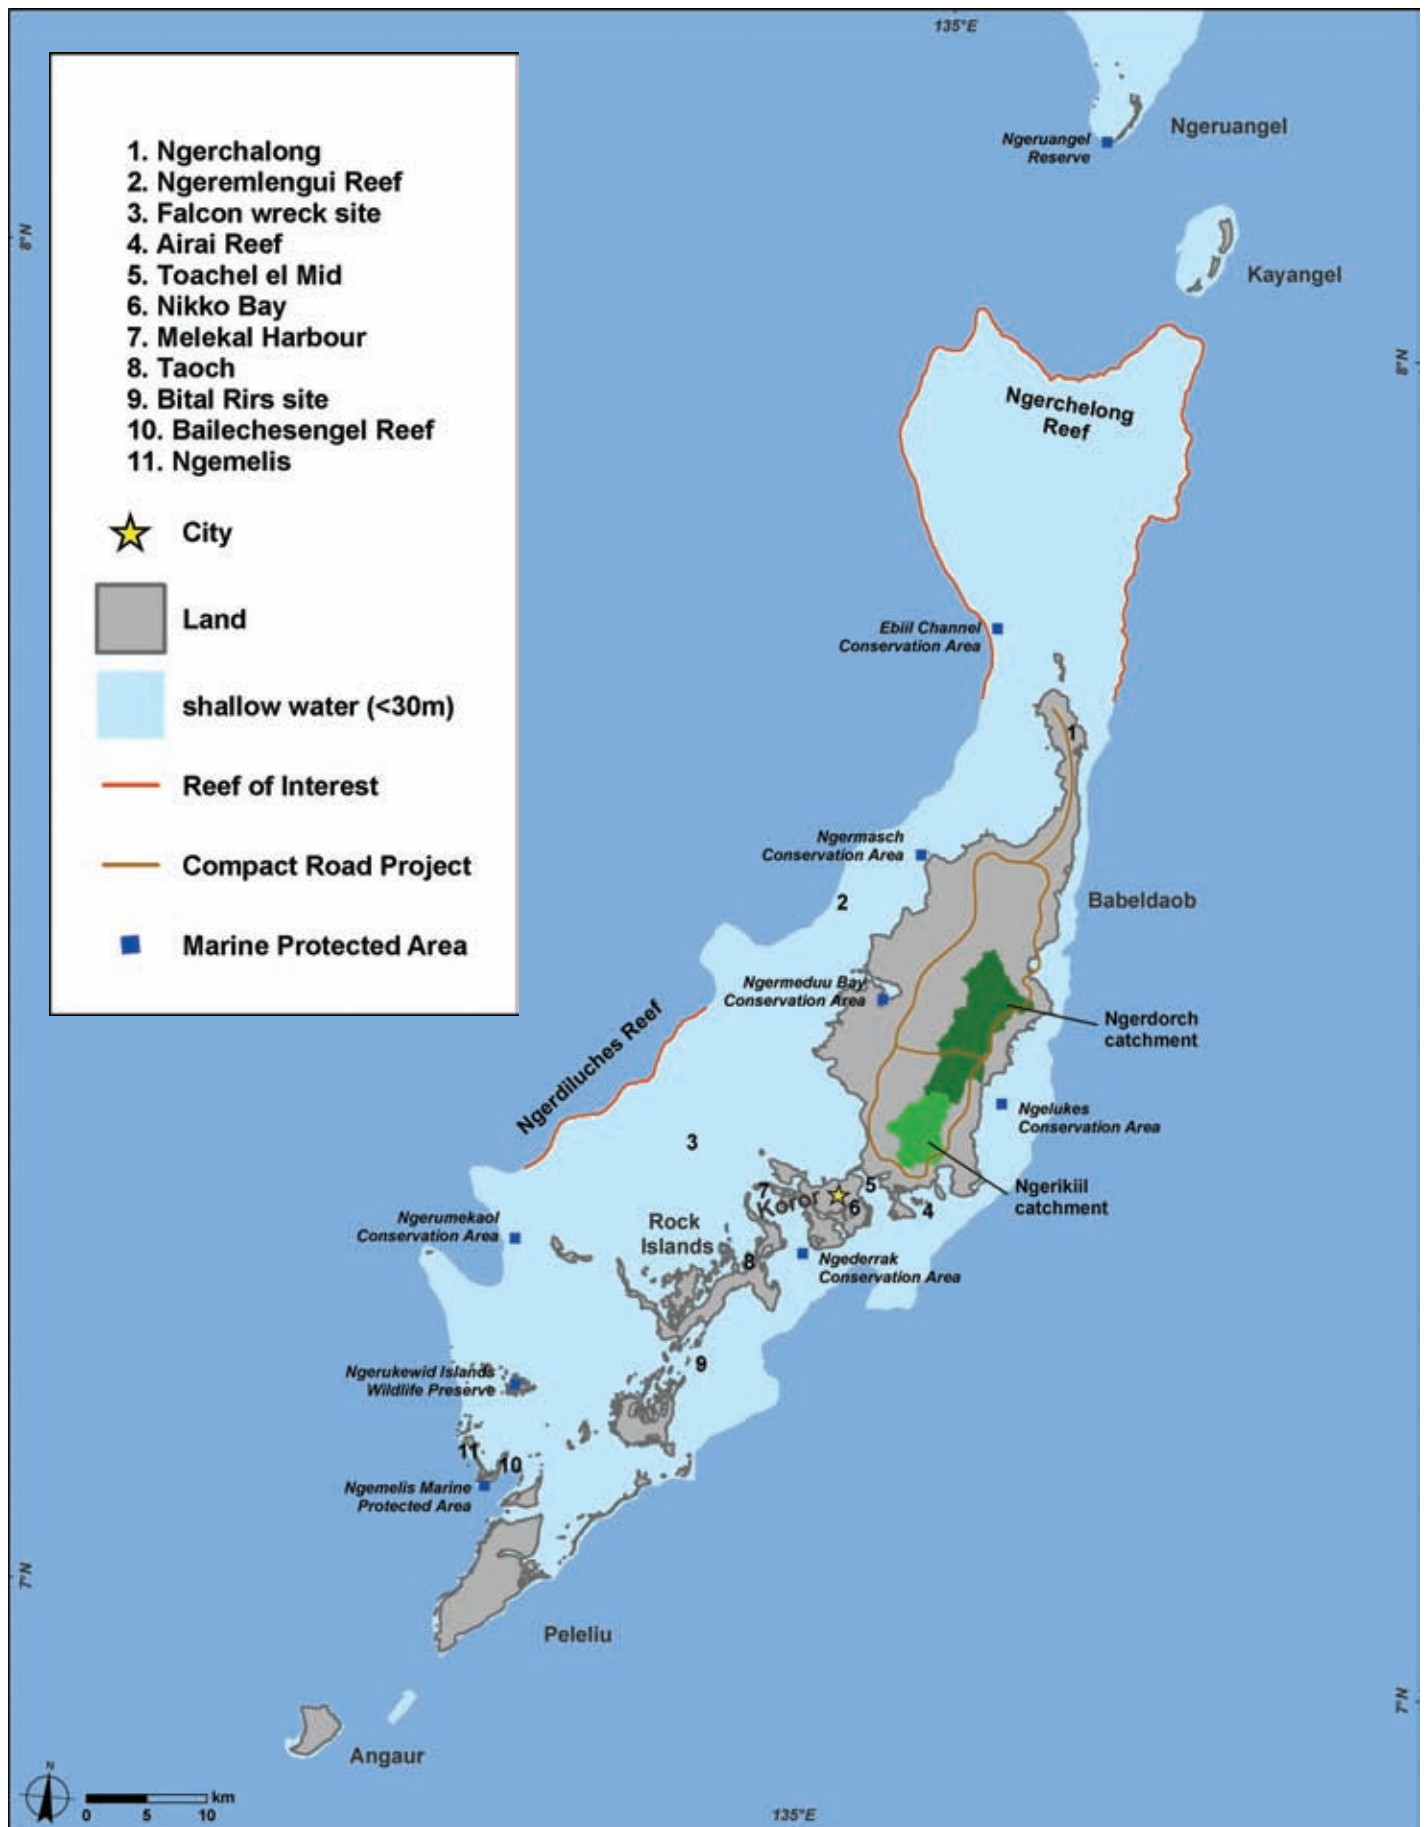 135°E
1. Ngerchalong
2. Ngeremlengui Reef
3. Falcon wreck site
4. Airai Reef
5. Toachel el Mid
6. Nikko Bay
7. Melekal Harbour
8. Taoch
9. Bital Rirs site
10. Bailechesengel Reef
11. Ngemelis
City
Land
shallow water (<30m)
Reef of Interest
Compact Road Project
Marine Protected Area
Ngeruangel
Reserve
Ngeruangel
8°N
Kayangel
8°N
Ngerchelong
Reef
Ebiil Channel
Conservation Area
1
Ngermasch
Conservation Area
2
Babeldaob
Ngermeduu Bay
Conservation Area
Ngerdiluches Reef
Ngerdorch
catchment
Ngelukes
Conservation Area
3
Ngerikiil
catchment
5
7
Koror
6
4
Ngerumekaol
Conservation Area
Rock
Islands
8
Ngederrak
Conservation Area
9
Ngerukewid Islands
Wildlife Preserve
11
10
Ngemelis Marine
Protected Area
7°N
Peleliu
7°N
Angaur
N
km
0 5 10
135°E